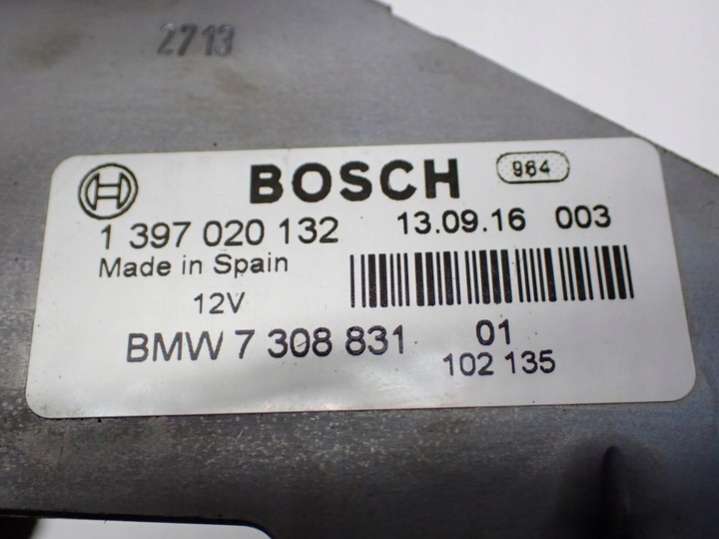 2713
BOSCH 964
1 397 020 132 13.09.16 003
Made in Spain
12V
BMW 7 308 831 01
102 135